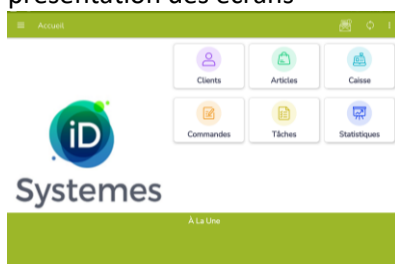 présentation des écrans
Accueil
Clients
Articles
Caisse
Commandes
Tâches
Statistiques
iD
Systemes
À La Une